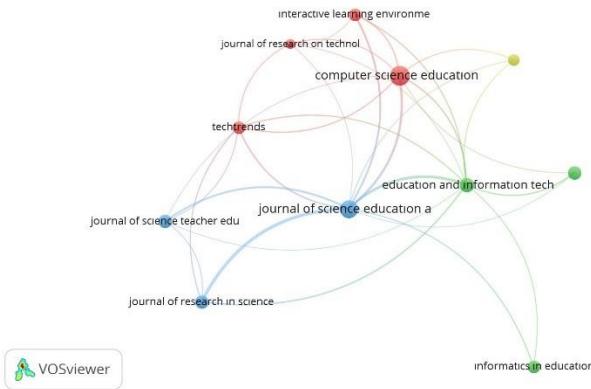 interactive learning environme
journal of research on technol
computer science education
techtrends
education and information tech
journal of science education a
journal of science teacher edu
journal of research in science
informatics in education
VOSviewer